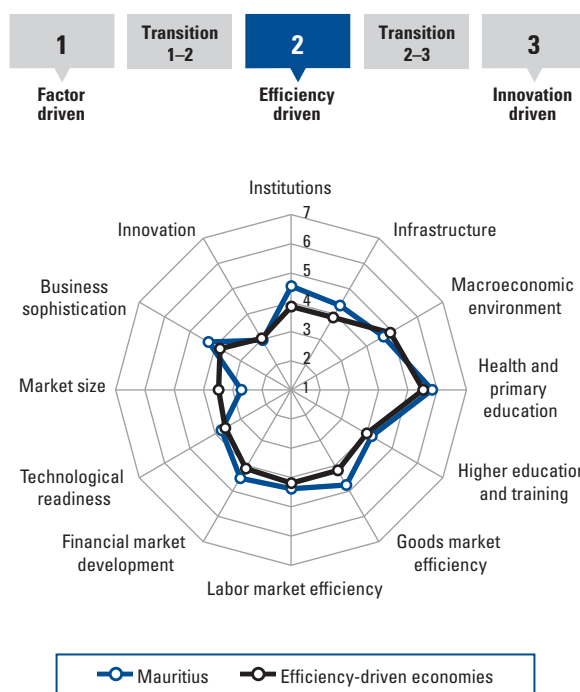 1
Transition
1–2
2
Transition
2–3
3
Factor
driven
Efficiency
driven
Innovation
driven
Institutions
Innovation
7
Infrastructure
6
Business
sophistication
5
Macroeconomic
environment
4
3
2
Market size
1
Health and
primary
education
Technological
readiness
Higher education
and training
Financial market
development
Goods market
efficiency
Labor market efficiency
Mauritius
Efficiency-driven economies